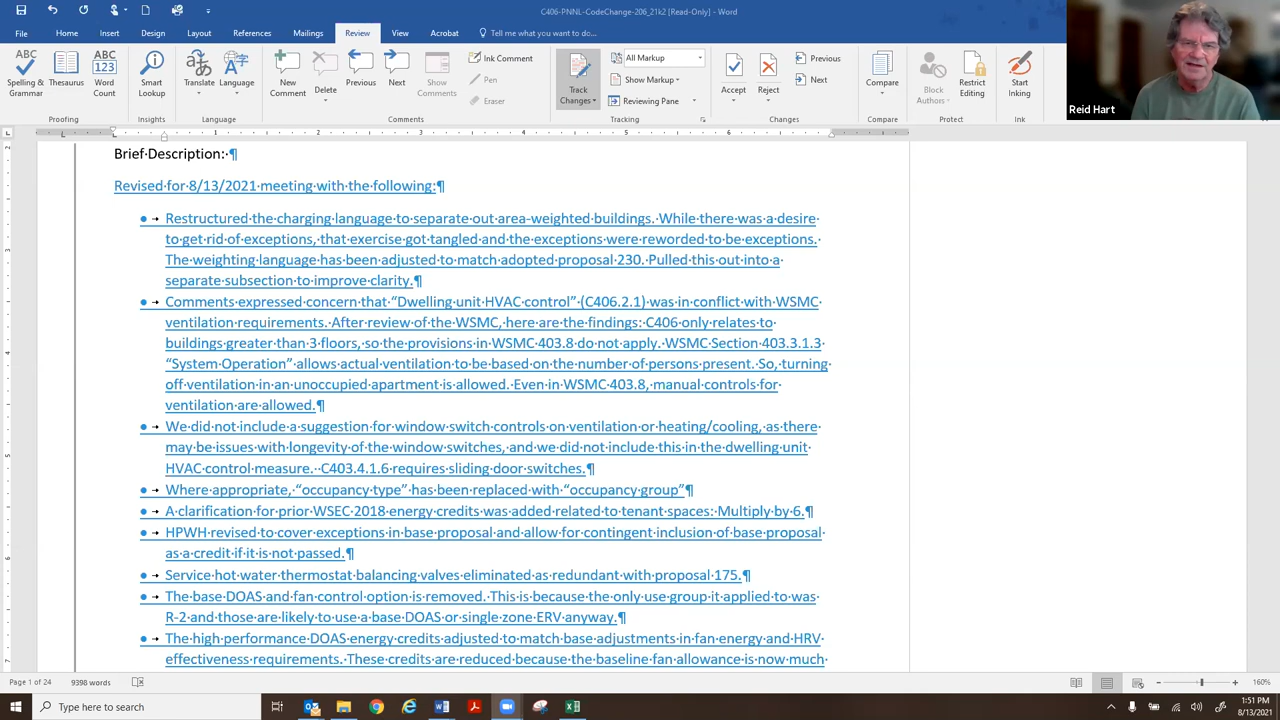 C406-PNNL-CodeChange-206_21k2 [Read-Only] - Word
File Home Insert Design Layout References Mailings Review View Acrobat Tell me what you want to do...
Spelling & Grammar
Thesaurus
Word Count
Proofing
Smart Lookup
Insights
Translate
Language
Language
New Comment
Delete
Previous
Next
Show Comments
Ink Comment
Pen
Eraser
Comments
Track Changes
All Markup
Show Markup
Reviewing Pane
Tracking
Accept
Reject
Previous
Next
Changes
Compare
Compare
Block Authors
Restrict Editing
Protect
Start Inking
Ink
Reid Hart
Brief Description: ¶
Revised for 8/13/2021 meeting with the following:¶
Restructured the charging language to separate out area-weighted buildings. While there was a desire
to get rid of exceptions, that exercise got tangled and the exceptions were reworded to be exceptions.
The weighting language has been adjusted to match adopted proposal 230. Pulled this out into a
separate subsection to improve clarity.¶
Comments expressed concern that “Dwelling unit HVAC control” (C406.2.1) was in conflict with WSMC
ventilation requirements. After review of the WSMC, here are the findings: C406 only relates to
buildings greater than 3 floors, so the provisions in WSMC 403.8 do not apply. WSMC Section 403.3.1.3
“System Operation” allows actual ventilation to be based on the number of persons present. So, turning
off ventilation in an unoccupied apartment is allowed. Even in WSMC 403.8, manual controls for
ventilation are allowed.¶
We did not include a suggestion for window switch controls on ventilation or heating/cooling, as there
may be issues with longevity of the window switches, and we did not include this in the dwelling unit
HVAC control measure. C403.4.1.6 requires sliding door switches.¶
Where appropriate, “occupancy type” has been replaced with “occupancy group”¶
A clarification for prior WSEC 2018 energy credits was added related to tenant spaces: Multiply by 6.¶
HPWH revised to cover exceptions in base proposal and allow for contingent inclusion of base proposal
as a credit if it is not passed.¶
Service hot water thermostat balancing valves eliminated as redundant with proposal 175.¶
The base DOAS and fan control option is removed. This is because the only use group it applied to was
R-2 and those are likely to use a base DOAS or single zone ERV anyway.¶
The high performance DOAS energy credits adjusted to match base adjustments in fan energy and HRV
effectiveness requirements. These credits are reduced because the baseline fan allowance is now much
Page 1 of 24 9398 words 160%
Type here to search
1:51 PM
8/13/2021